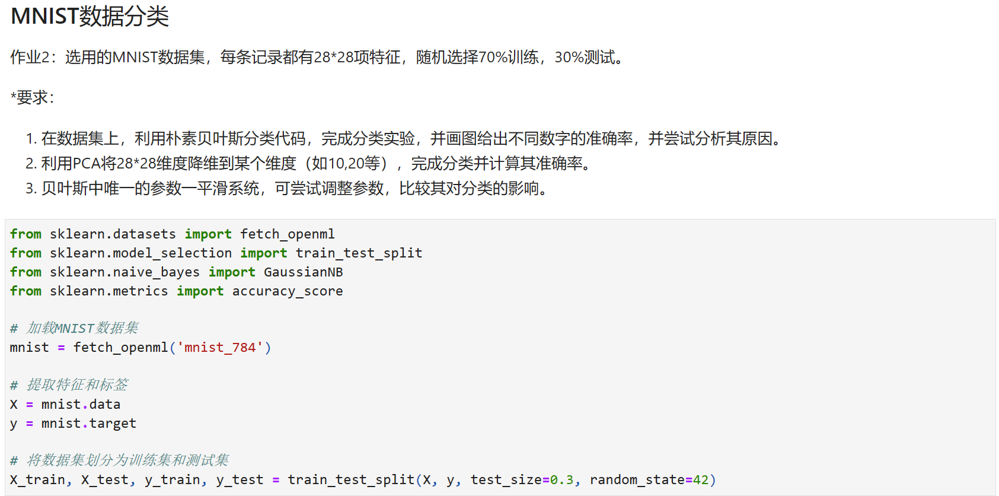 MNIST数据分类
作业2：选用的MNIST数据集，每条记录都有28*28项特征，随机选择70%训练，30%测试。
*要求：
1. 在数据集上，利用朴素贝叶斯分类代码，完成分类实验，并画图给出不同数字的准确率，并尝试分析其原因。
2. 利用PCA将28*28维度降维到某个维度（如10,20等），完成分类并计算其准确率。
3. 贝叶斯中唯一的参数—平滑系统，可尝试调整参数，比较其对分类的影响。
from sklearn.datasets import fetch_openml
from sklearn.model_selection import train_test_split
from sklearn.naive_bayes import GaussianNB
from sklearn.metrics import accuracy_score
# 加载MNIST数据集
mnist = fetch_openml('mnist_784')
# 提取特征和标签
X = mnist.data
y = mnist.target
# 将数据集划分为训练集和测试集
X_train, X_test, y_train, y_test = train_test_split(X, y, test_size=0.3, random_state=42)